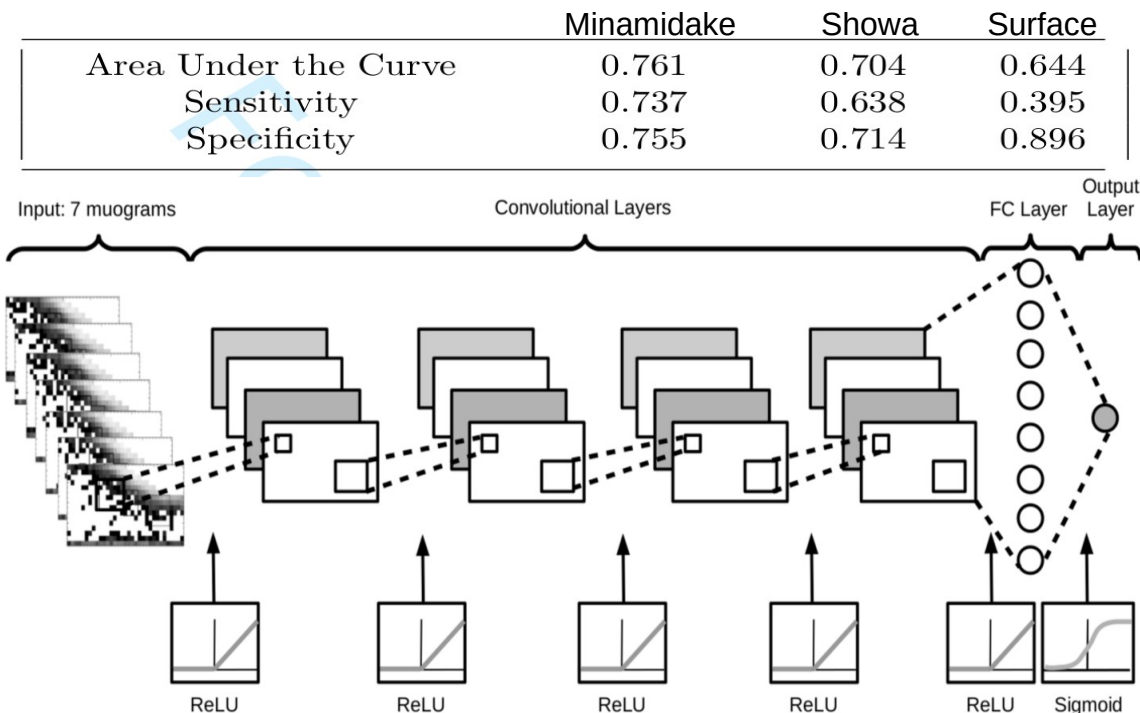 Minamidake Showa Surface
Area Under the Curve 0.761 0.704 0.644
Sensitivity 0.737 0.638 0.395
Specificity 0.755 0.714 0.896
Input: 7 muograms
Convolutional Layers
FC Layer
Output
Layer
ReLU ReLU ReLU ReLU ReLU Sigmoid